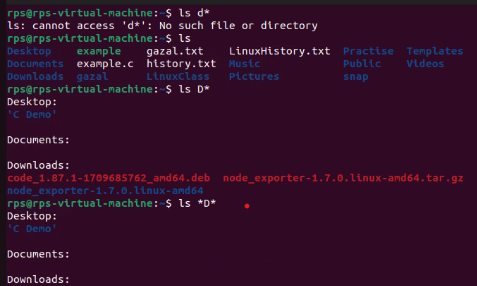 rps@rps-virtual-machine:~$ ls d*
ls: cannot access 'd*': No such file or directory
rps@rps-virtual-machine:~$ ls
Desktop    example    gazal.txt    LinuxHistory.txt  Practise  Templates
Documents  example.c  history.txt  Music             Public    Videos
Downloads  gazal      LinuxClass   Pictures          snap
rps@rps-virtual-machine:~$ ls D*
Desktop:
'C Demo'
Documents:
Downloads:
code_1.87.1-1709685762_amd64.deb  node_exporter-1.7.0.linux-amd64.tar.gz
node_exporter-1.7.0.linux-amd64
rps@rps-virtual-machine:~$ ls *D*
Desktop:
'C Demo'
Documents:
Downloads: